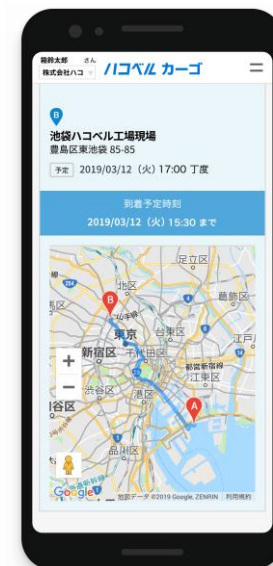 箱鈴太郎 さん
株式会社ハコ
ハコベル カーゴ
B
池袋ハコベル工場現場
豊島区東池袋 85-85
予定 2019/03/12 (火) 17:00 丁度
到着予定時刻
2019/03/12 (火) 15:30 まで
足立区
北区
葛飾区
B
東京
台東区
江戸川
新宿区
千代田区
都営新宿線
江東区
渋谷区
港区
A
谷区
品川区
+
−
Google
地図データ ©2019 Google, ZENRIN
利用規約